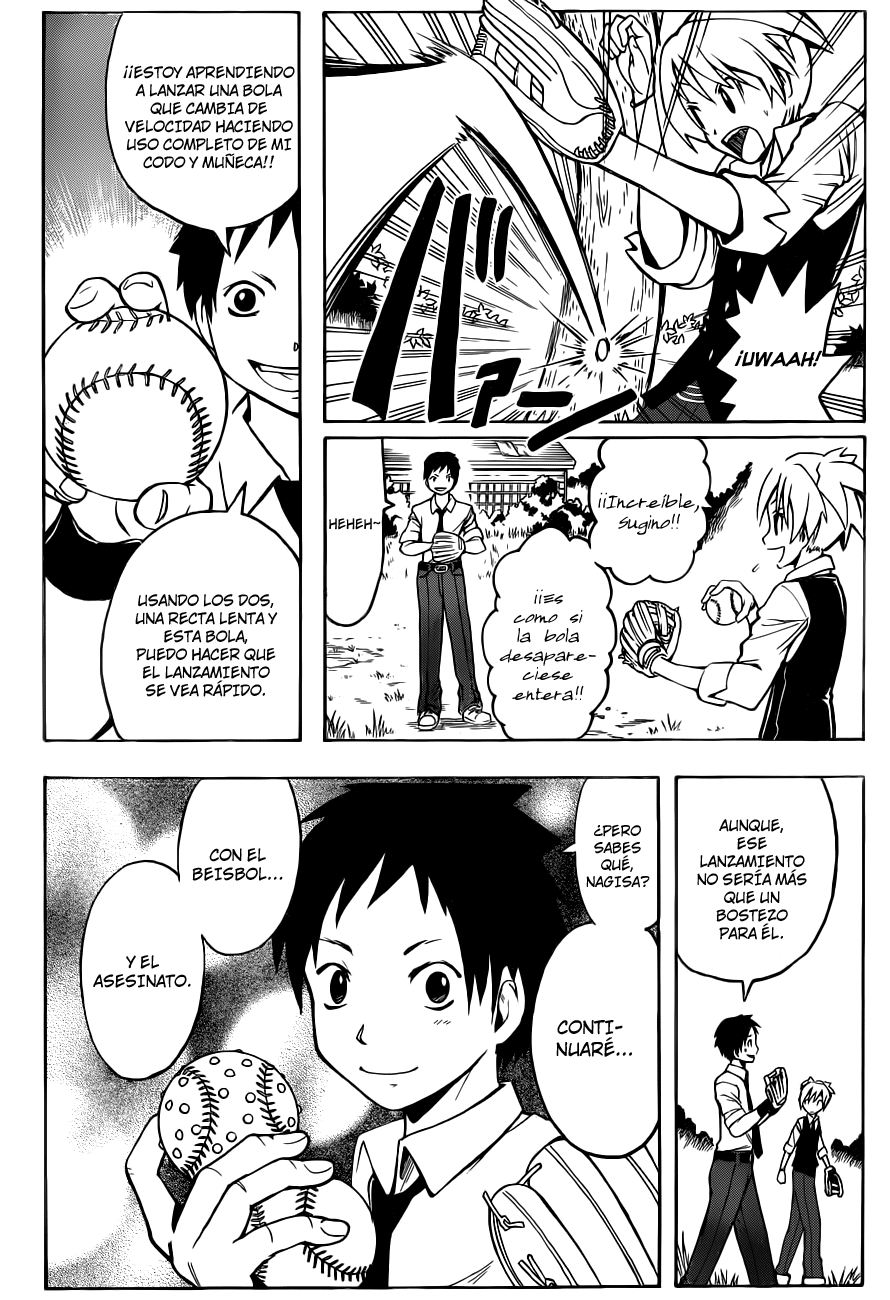 ¡UWAAH!
¡¡Increíble,
Sugino!!
¡¡Es
como si
la bola
desapare-
ciese
entera!!
HEHEH~
¡¡ESTOY APRENDIENDO
A LANZAR UNA BOLA
QUE CAMBIA DE
VELOCIDAD HACIENDO
USO COMPLETO DE MI
CODO Y MUÑECA!!
USANDO LOS DOS,
UNA RECTA LENTA Y
ESTA BOLA,
PUEDO HACER QUE
EL LANZAMIENTO
SE VEA RÁPIDO.
AUNQUE,
ESE
LANZAMIENTO
NO SERÍA MÁS
QUE UN
BOSTEZO
PARA ÉL.
¿PERO
SABES
QUÉ,
NAGISA?
CONTI-
NUARÉ...
CON EL
BEISBOL...
Y EL
ASESINATO.